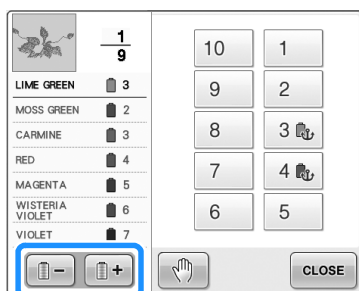 1
9
LIME GREEN 3
MOSS GREEN 2
CARMINE 3
RED 4
MAGENTA 5
WISTERIA
VIOLET 6
VIOLET 7
- +
10 1
9 2
8 3
7 4
6 5
CLOSE